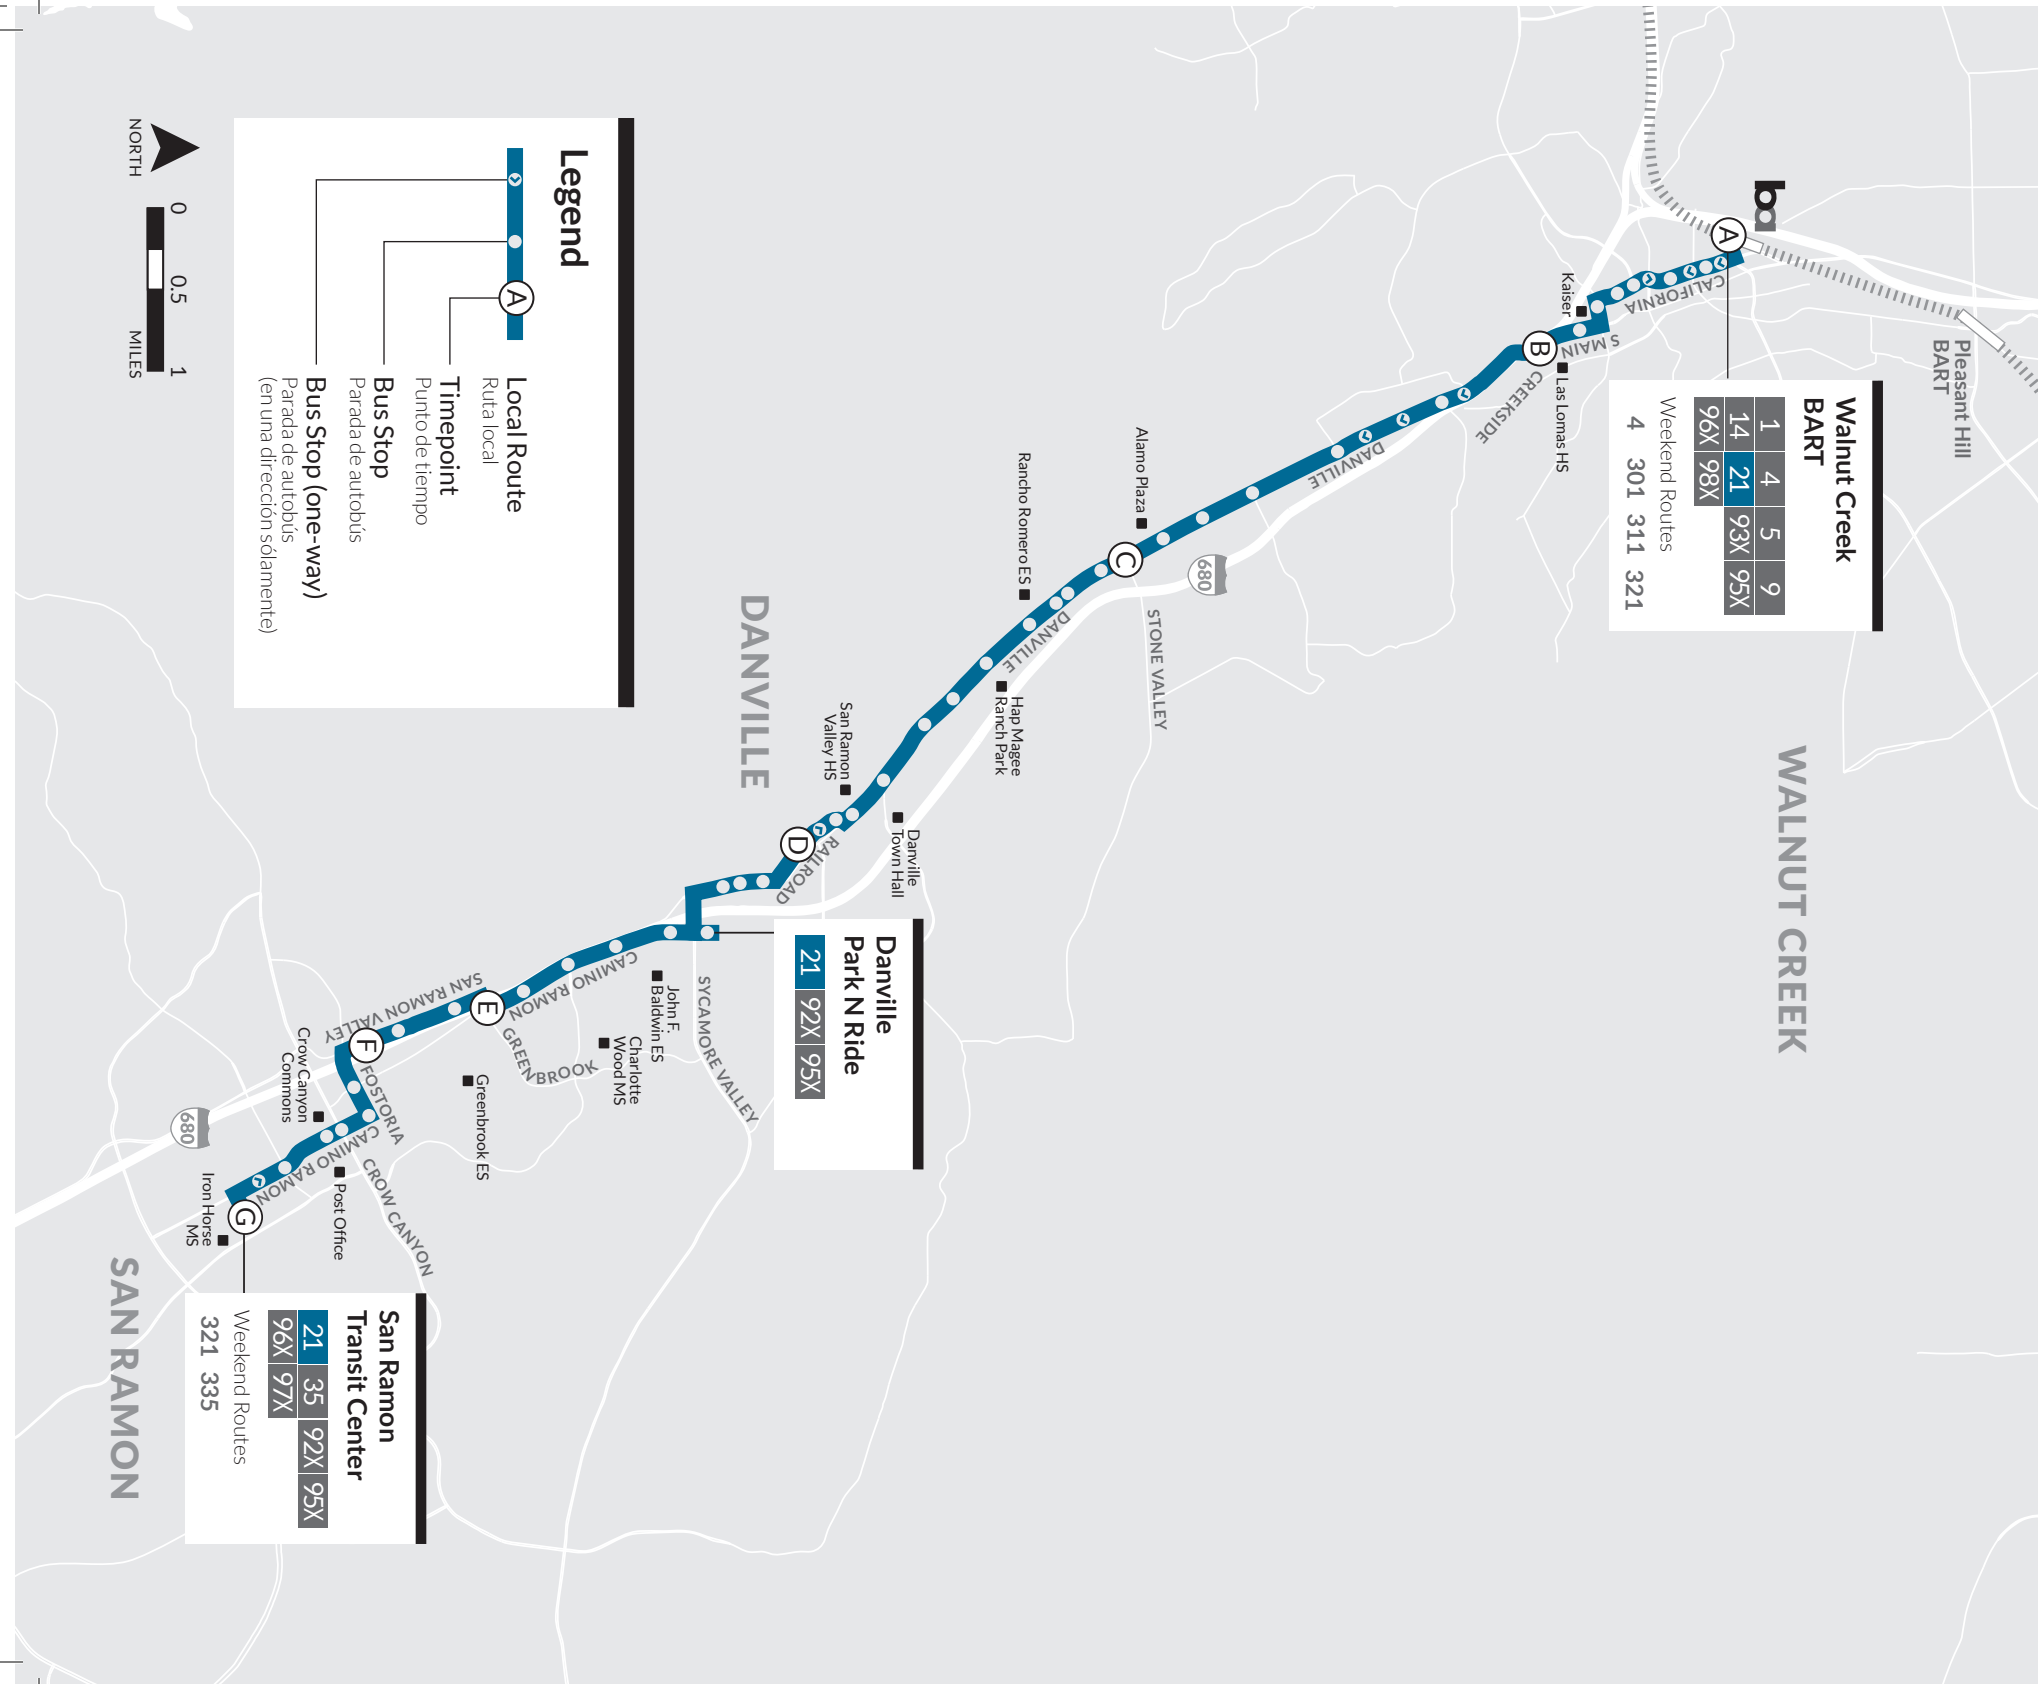 ba
A
Pleasant Hill
BART
Walnut Creek
BART
1 4 5 9
14 21 93X 95X
96X 98X
Weekend Routes
4 301 311 321
CALIFORNIA
Kaiser
S MAIN
B
Las Lomas HS
CREEKSIDE
WALNUT CREEK
DANVILLE
Alamo Plaza
C
680
STONE VALLEY
Rancho Romero ES
DANVILLE
Hap Magee
Ranch Park
DANVILLE
San Ramon
Valley HS
Danville
Town Hall
D
RAILROAD
Danville
Park N Ride
21 92X 95X
SYCAMORE VALLEY
John F.
Baldwin ES
CAMINO RAMON
Charlotte
Wood MS
E
GREENBROOK
Greenbrook ES
SAN RAMON VALLEY
F
FOSTORIA
Crow Canyon
Commons
CAMINO RAMON
CROW CANYON
Post Office
680
Iron Horse
MS
G
San Ramon
Transit Center
21 35 92X 95X
96X 97X
Weekend Routes
321 335
SAN RAMON
Legend
A
Local Route
Ruta local
Timepoint
Punto de tiempo
Bus Stop
Parada de autobús
Bus Stop (one-way)
Parada de autobús
(en una dirección sólamente)
NORTH
0 0.5 1
MILES